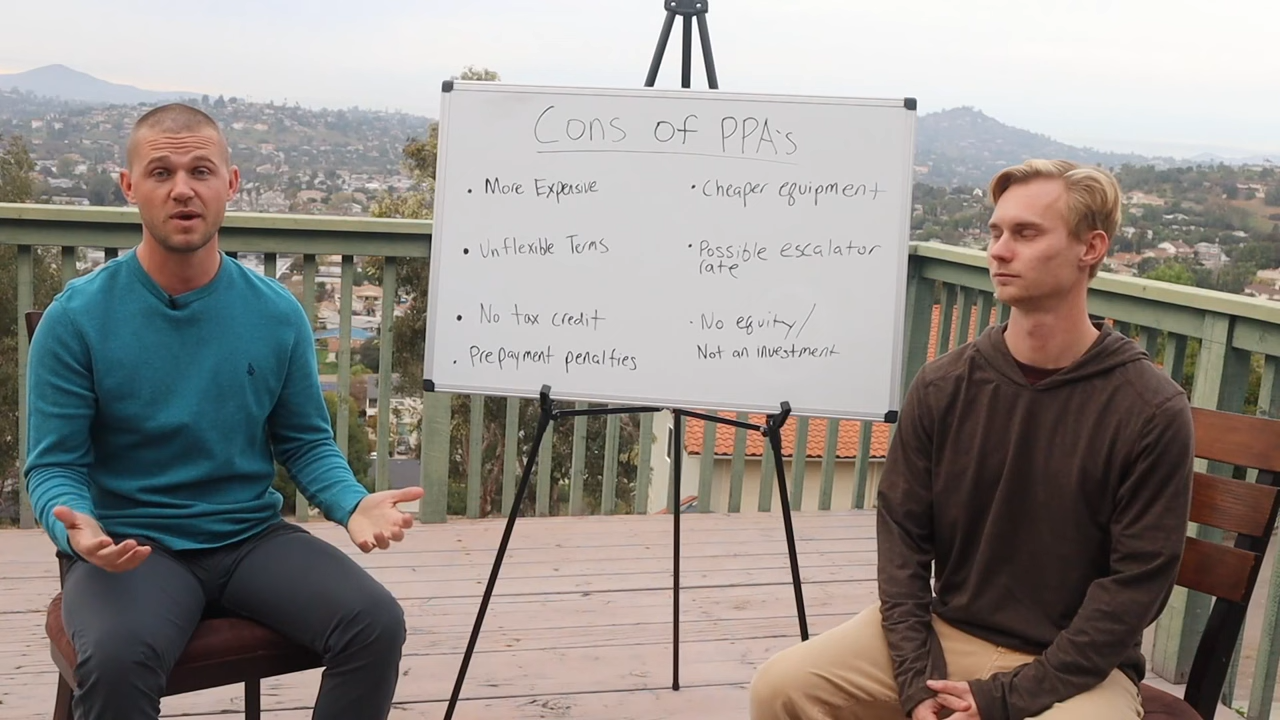 Cons of PPA's
• More Expensive
• Unflexible Terms
• No tax credit
• Prepayment penalties
• Cheaper equipment
• Possible escalator
rate
• No equity/
Not an investment